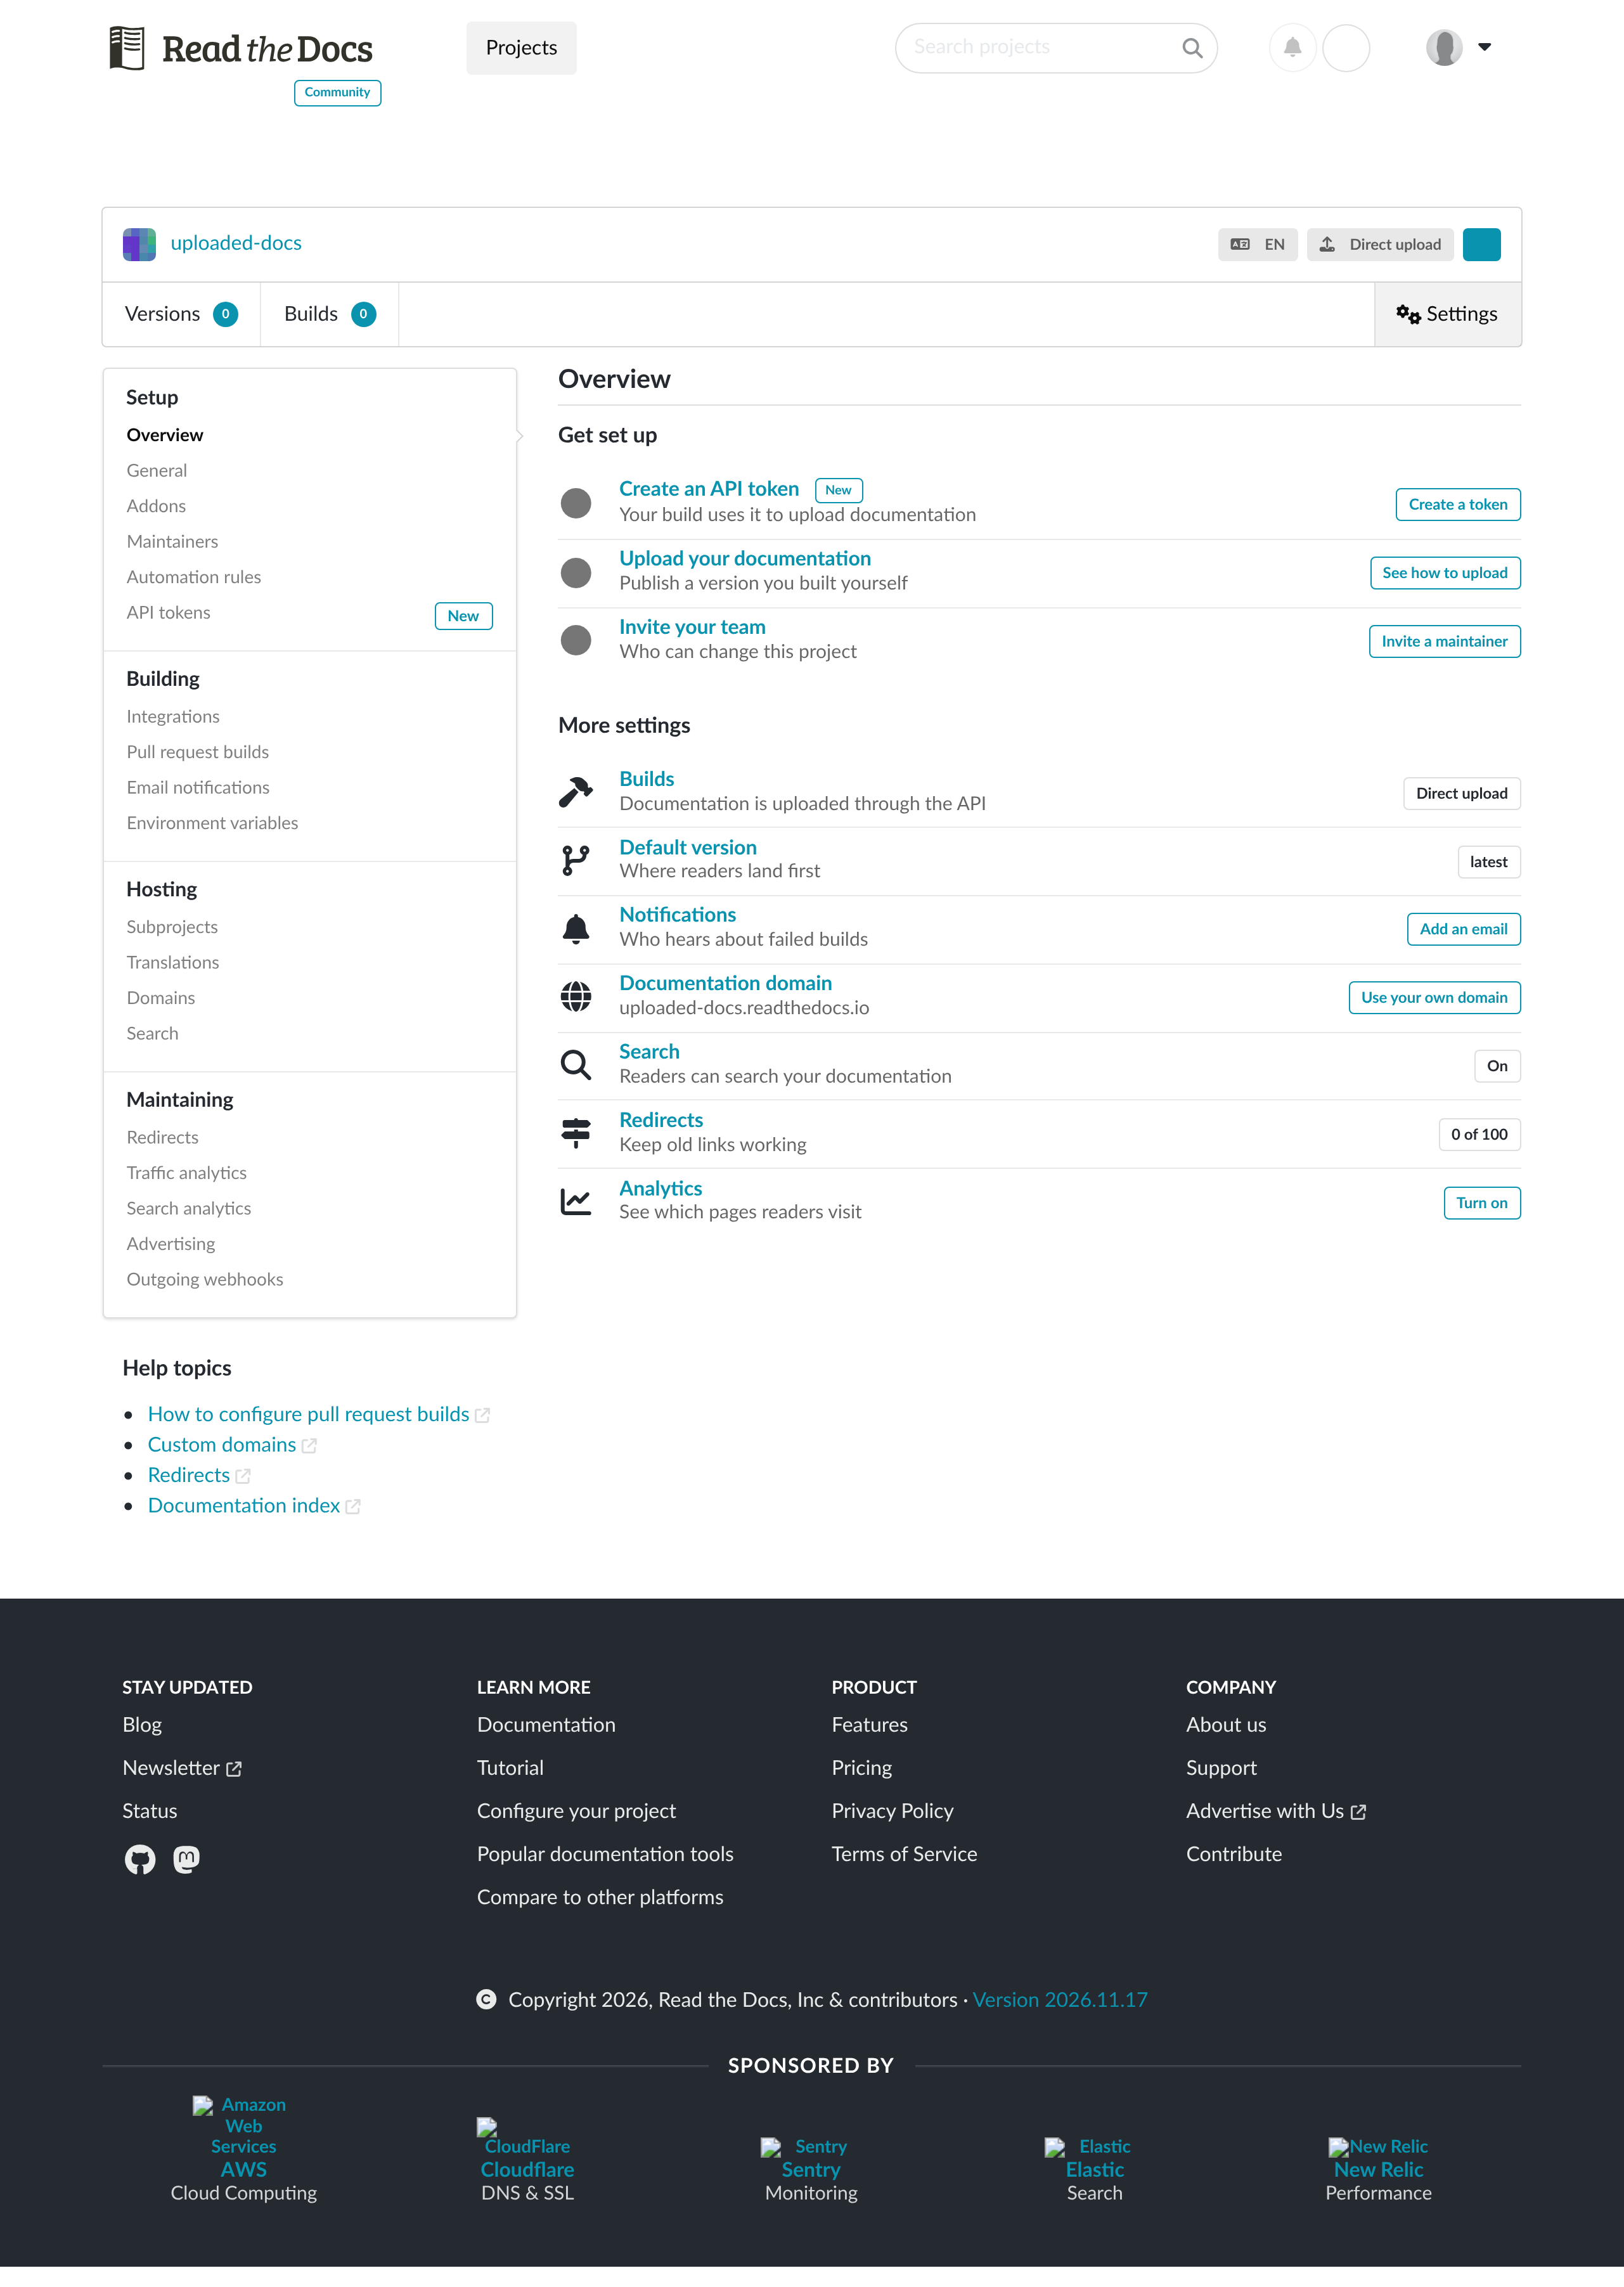 Read the Docs
Community
Projects
Search projects
uploaded-docs
EN
Direct upload
Versions 0
Builds 0
Settings
Setup
Overview
General
Addons
Maintainers
Automation rules
API tokens New
Building
Integrations
Pull request builds
Email notifications
Environment variables
Hosting
Subprojects
Translations
Domains
Search
Maintaining
Redirects
Traffic analytics
Search analytics
Advertising
Outgoing webhooks
Help topics
How to configure pull request builds
Custom domains
Redirects
Documentation index
Overview
Get set up
Create an API token New
Your build uses it to upload documentation
Create a token
Upload your documentation
Publish a version you built yourself
See how to upload
Invite your team
Who can change this project
Invite a maintainer
More settings
Builds
Documentation is uploaded through the API
Direct upload
Default version
Where readers land first
latest
Notifications
Who hears about failed builds
Add an email
Documentation domain
uploaded-docs.readthedocs.io
Use your own domain
Search
Readers can search your documentation
On
Redirects
Keep old links working
0 of 100
Analytics
See which pages readers visit
Turn on
STAY UPDATED
Blog
Newsletter
Status
LEARN MORE
Documentation
Tutorial
Configure your project
Popular documentation tools
Compare to other platforms
PRODUCT
Features
Pricing
Privacy Policy
Terms of Service
COMPANY
About us
Support
Advertise with Us
Contribute
Copyright 2026, Read the Docs, Inc & contributors · Version 2026.11.17
SPONSORED BY
Amazon
Web
Services
AWS
Cloud Computing
CloudFlare
Cloudflare
DNS & SSL
Sentry
Sentry
Monitoring
Elastic
Elastic
Search
New Relic
New Relic
Performance